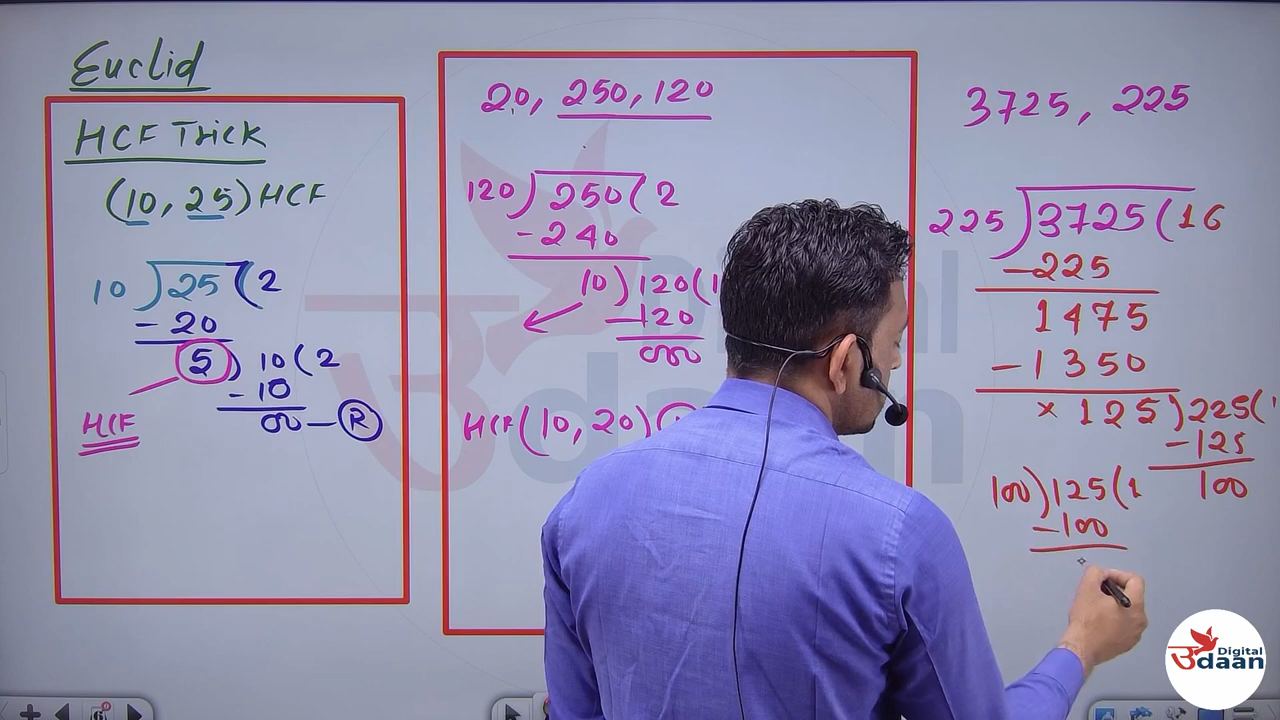 Euclid
HCF Trick
(10, 25) HCF
10 ) 25 ( 2
- 20
5 ) 10 ( 2
- 10
00 — R
HCF
20, 250, 120
120 ) 250 ( 2
- 240
10 ) 120 ( 1
- 120
000
HCF ( 10, 20 )
3725, 225
225 ) 3725 ( 16
- 225
1475
- 1350
× 125 ) 225 (
- 125
100
100 ) 125 ( 1
- 100
Digital
उdaan